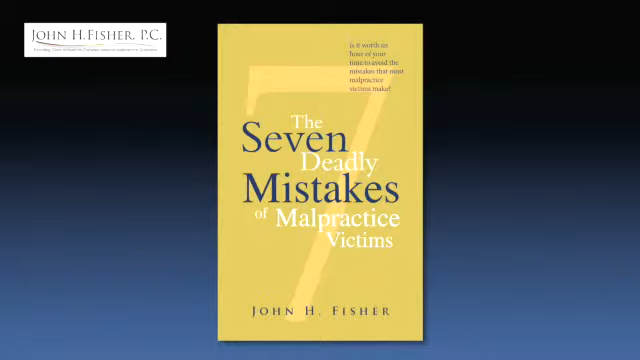 JOHN H. FISHER, P.C.
is it worth an
hour of your
time to avoid the
mistakes that most
malpractice
victims make?
7
The
Seven
Deadly
Mistakes
of Malpractice
Victims
JOHN H. FISHER